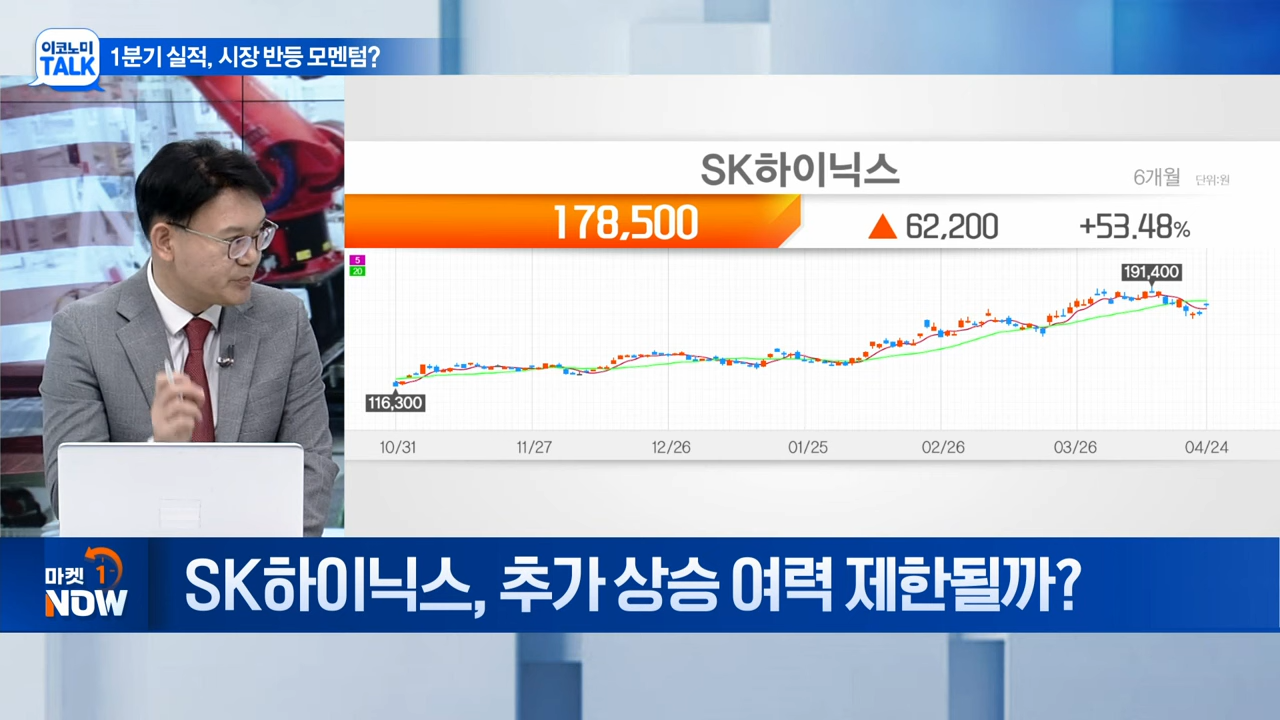 이코노미
TALK
1분기 실적, 시장 반등 모멘텀?
SK하이닉스
6개월 단위:원
178,500 ▲ 62,200 +53.48%
5
20
191,400
116,300
10/31 11/27 12/26 01/25 02/26 03/26 04/24
마켓 1
NOW
SK하이닉스, 추가 상승 여력 제한될까?